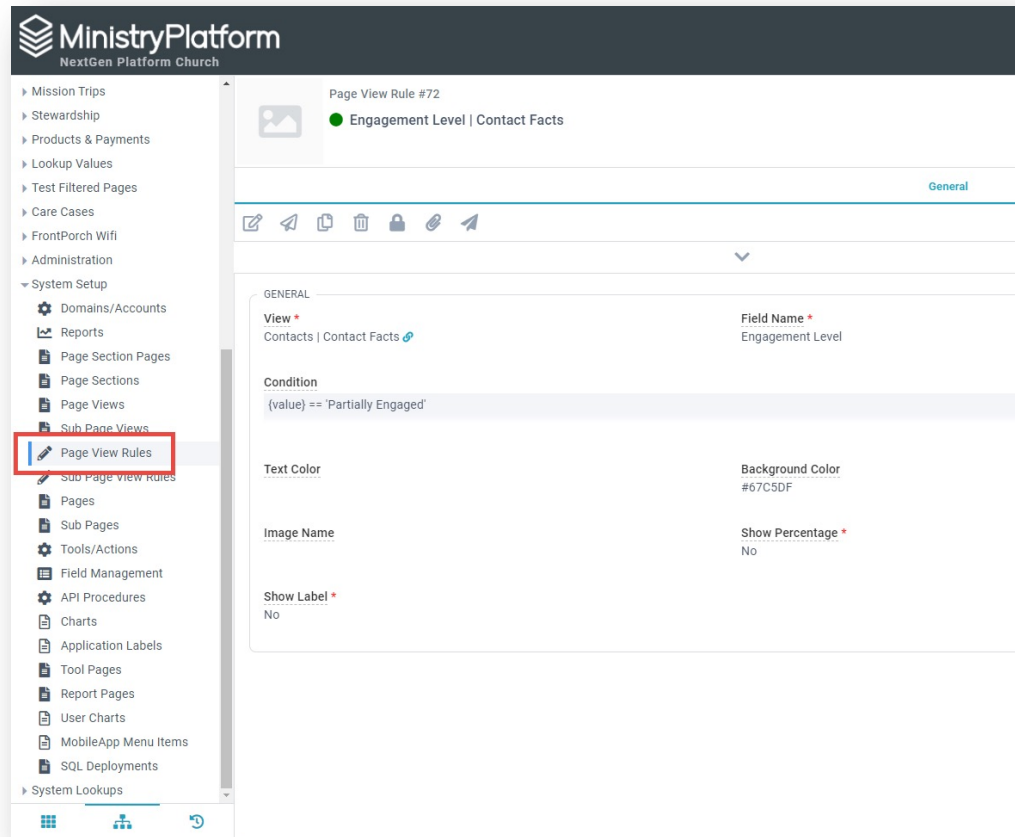 MinistryPlatform
NextGen Platform Church
Mission Trips
Stewardship
Products & Payments
Lookup Values
Test Filtered Pages
Care Cases
FrontPorch Wifi
Administration
System Setup
Domains/Accounts
Reports
Page Section Pages
Page Sections
Page Views
Sub Page Views
Page View Rules
Sub Page View Rules
Pages
Sub Pages
Tools/Actions
Field Management
API Procedures
Charts
Application Labels
Tool Pages
Report Pages
User Charts
MobileApp Menu Items
SQL Deployments
System Lookups
Page View Rule #72
Engagement Level | Contact Facts
General
GENERAL
View *
Contacts | Contact Facts
Field Name *
Engagement Level
Condition
{value} == 'Partially Engaged'
Text Color
Background Color
#67C5DF
Image Name
Show Percentage *
No
Show Label *
No